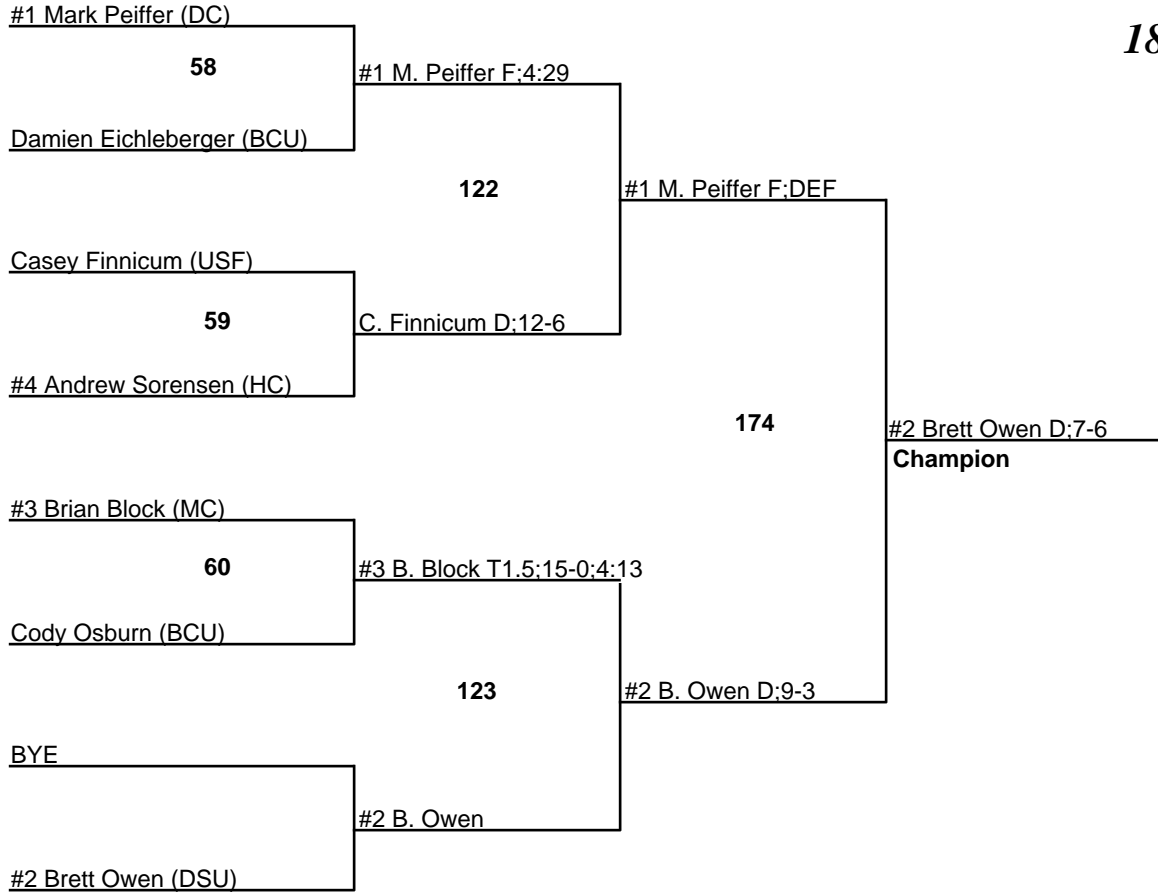 #1 Mark Peiffer (DC)
18
58
#1 M. Peiffer F;4:29
Damien Eichleberger (BCU)
122
#1 M. Peiffer F;DEF
Casey Finnicum (USF)
59
C. Finnicum D;12-6
#4 Andrew Sorensen (HC)
174
#2 Brett Owen D;7-6
Champion
#3 Brian Block (MC)
60
#3 B. Block T1.5;15-0;4:13
Cody Osburn (BCU)
123
#2 B. Owen D;9-3
BYE
#2 B. Owen
#2 Brett Owen (DSU)